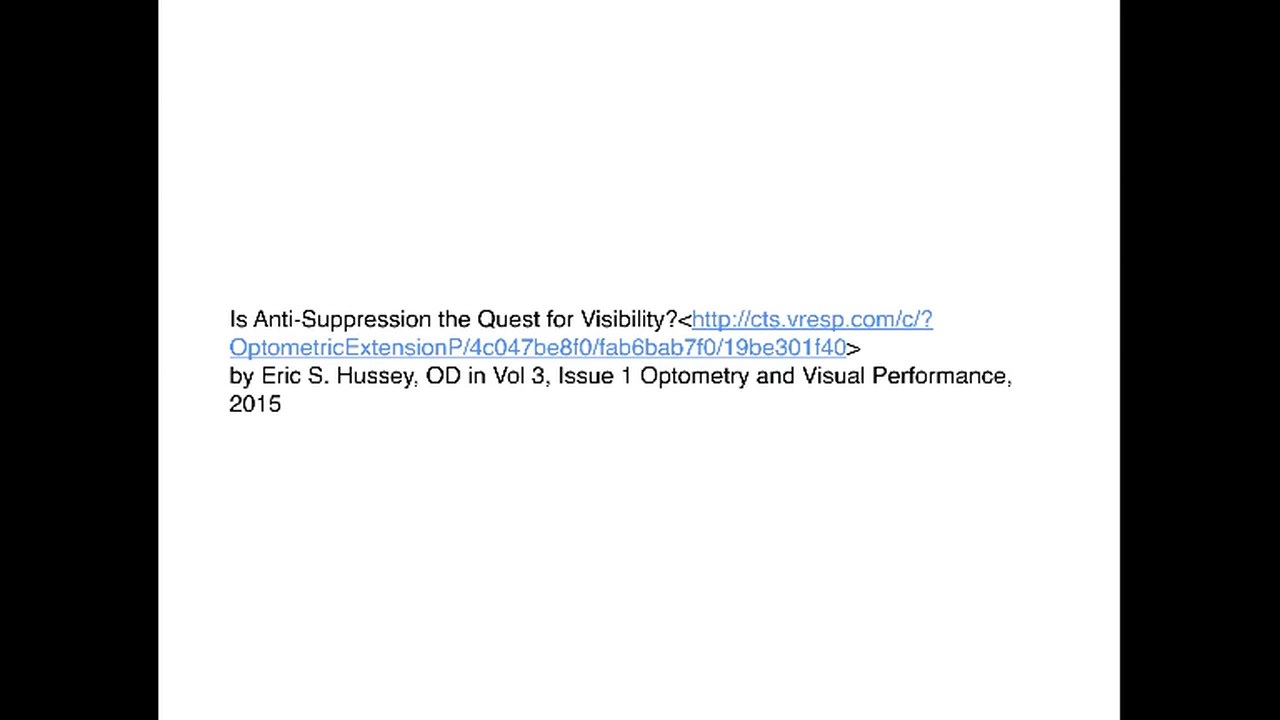 Is Anti-Suppression the Quest for Visibility?<http://cts.vresp.com/c/?
OptometricExtensionP/4c047be8f0/fab6bab7f0/19be301f40>
by Eric S. Hussey, OD in Vol 3, Issue 1 Optometry and Visual Performance,
2015